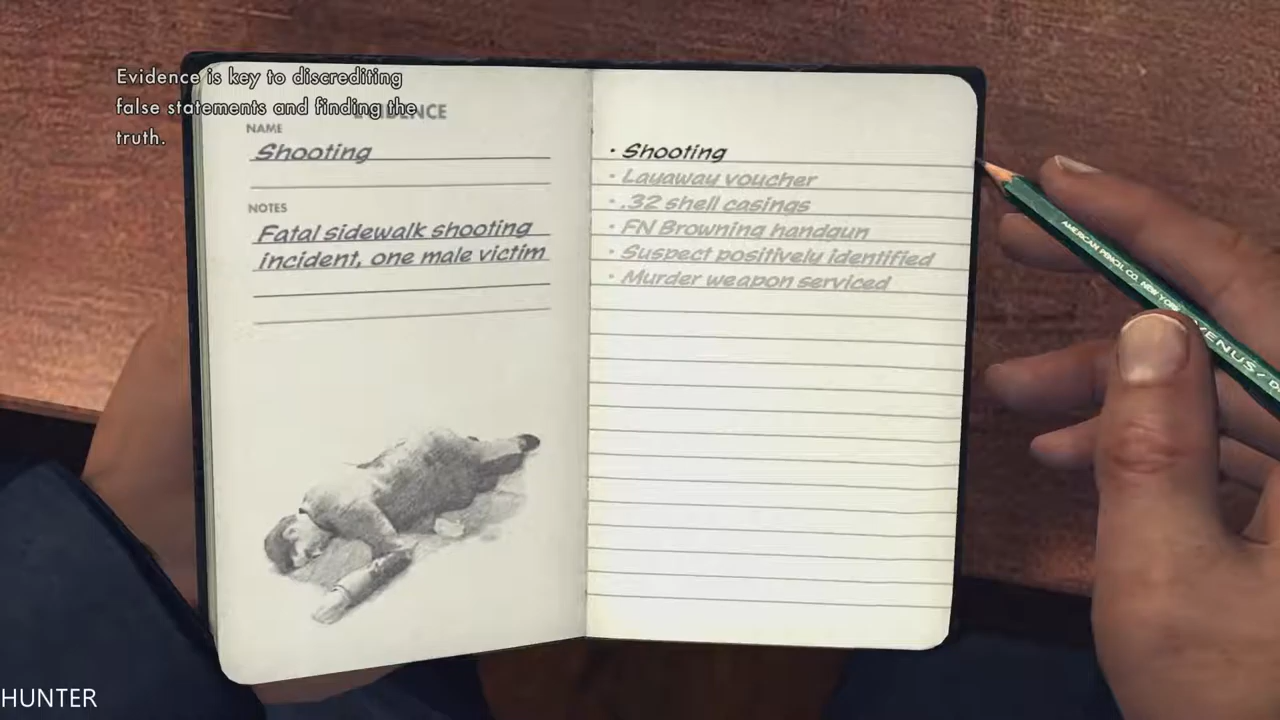 Evidence is key to discrediting
false statements and finding the
truth.
EVIDENCE
NAME
Shooting
NOTES
Fatal sidewalk shooting
incident, one male victim
· Shooting
· Layaway voucher
· .32 shell casings
· FN Browning handgun
· Suspect positively identified
· Murder weapon serviced
AMERICAN PENCIL CO. NEW YORK
VENUS
HUNTER